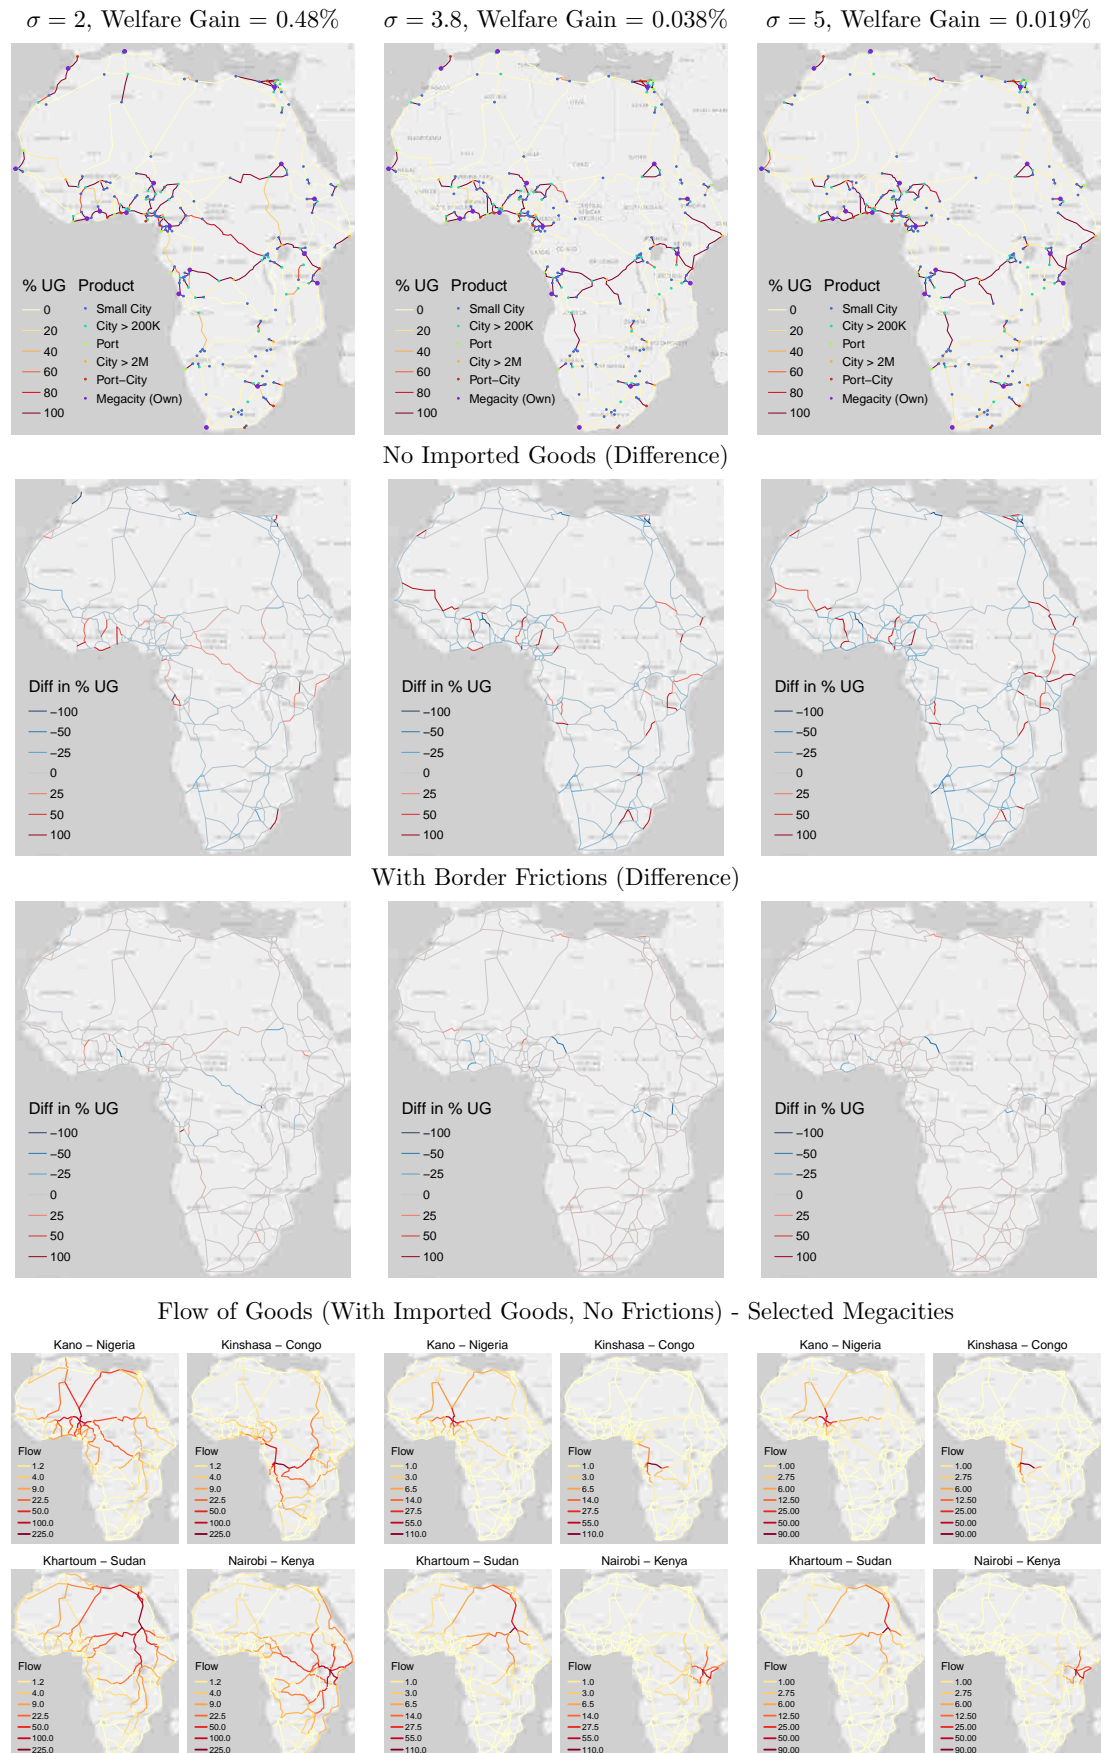 σ = 2, Welfare Gain = 0.48%
σ = 3.8, Welfare Gain = 0.038%
σ = 5, Welfare Gain = 0.019%
% UG Product
0 Small City
20 City > 200K
40 Port
60 City > 2M
80 Port−City
100 Megacity (Own)
% UG Product
0 Small City
20 City > 200K
40 Port
60 City > 2M
80 Port−City
100 Megacity (Own)
% UG Product
0 Small City
20 City > 200K
40 Port
60 City > 2M
80 Port−City
100 Megacity (Own)
No Imported Goods (Difference)
Diff in % UG
−100
−50
−25
0
25
50
100
Diff in % UG
−100
−50
−25
0
25
50
100
Diff in % UG
−100
−50
−25
0
25
50
100
With Border Frictions (Difference)
Diff in % UG
−100
−50
−25
0
25
50
100
Diff in % UG
−100
−50
−25
0
25
50
100
Diff in % UG
−100
−50
−25
0
25
50
100
Flow of Goods (With Imported Goods, No Frictions) - Selected Megacities
Kano − Nigeria
Flow
1.2
4.0
9.0
22.5
50.0
100.0
225.0
Kinshasa − Congo
Flow
1.2
4.0
9.0
22.5
50.0
100.0
225.0
Kano − Nigeria
Flow
1.0
3.0
6.5
14.0
27.5
55.0
110.0
Kinshasa − Congo
Flow
1.0
3.0
6.5
14.0
27.5
55.0
110.0
Kano − Nigeria
Flow
1.00
2.75
6.00
12.50
25.00
50.00
90.00
Kinshasa − Congo
Flow
1.00
2.75
6.00
12.50
25.00
50.00
90.00
Khartoum − Sudan
Flow
1.2
4.0
9.0
22.5
50.0
100.0
225.0
Nairobi − Kenya
Flow
1.2
4.0
9.0
22.5
50.0
100.0
225.0
Khartoum − Sudan
Flow
1.0
3.0
6.5
14.0
27.5
55.0
110.0
Nairobi − Kenya
Flow
1.0
3.0
6.5
14.0
27.5
55.0
110.0
Khartoum − Sudan
Flow
1.00
2.75
6.00
12.50
25.00
50.00
90.00
Nairobi − Kenya
Flow
1.00
2.75
6.00
12.50
25.00
50.00
90.00